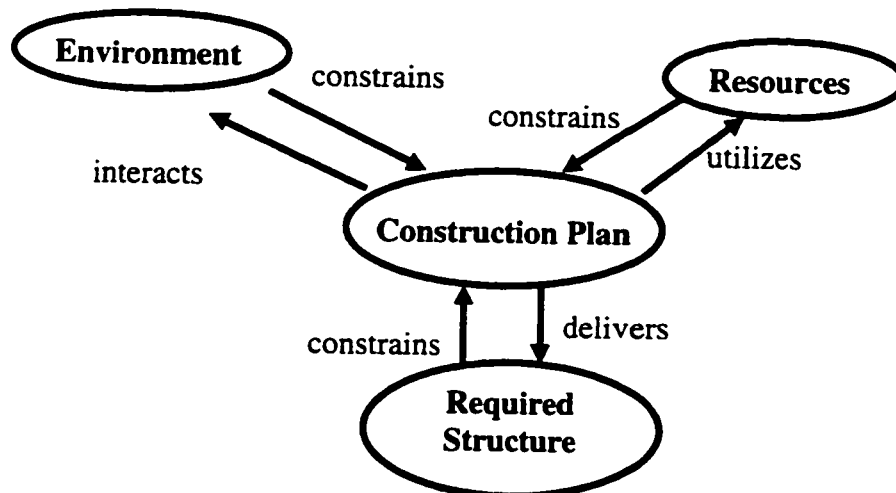 Environment
constrains
Resources
constrains
interacts
utilizes
Construction Plan
delivers
constrains
Required
Structure